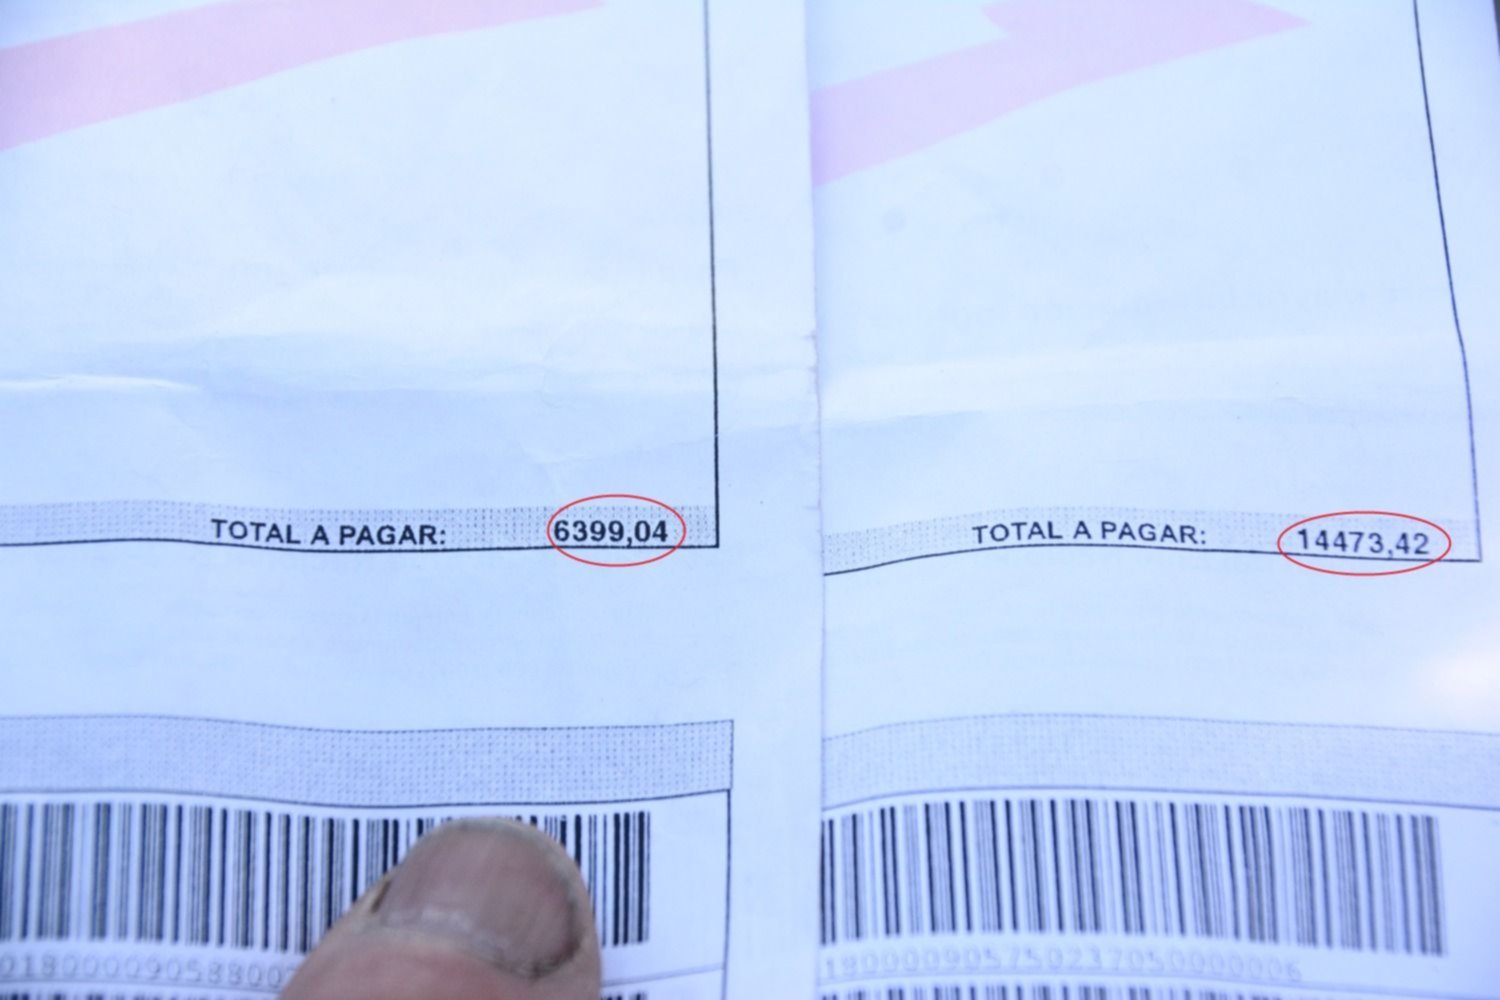 TOTAL A PAGAR: 6399,04
TOTAL A PAGAR: 14473,42